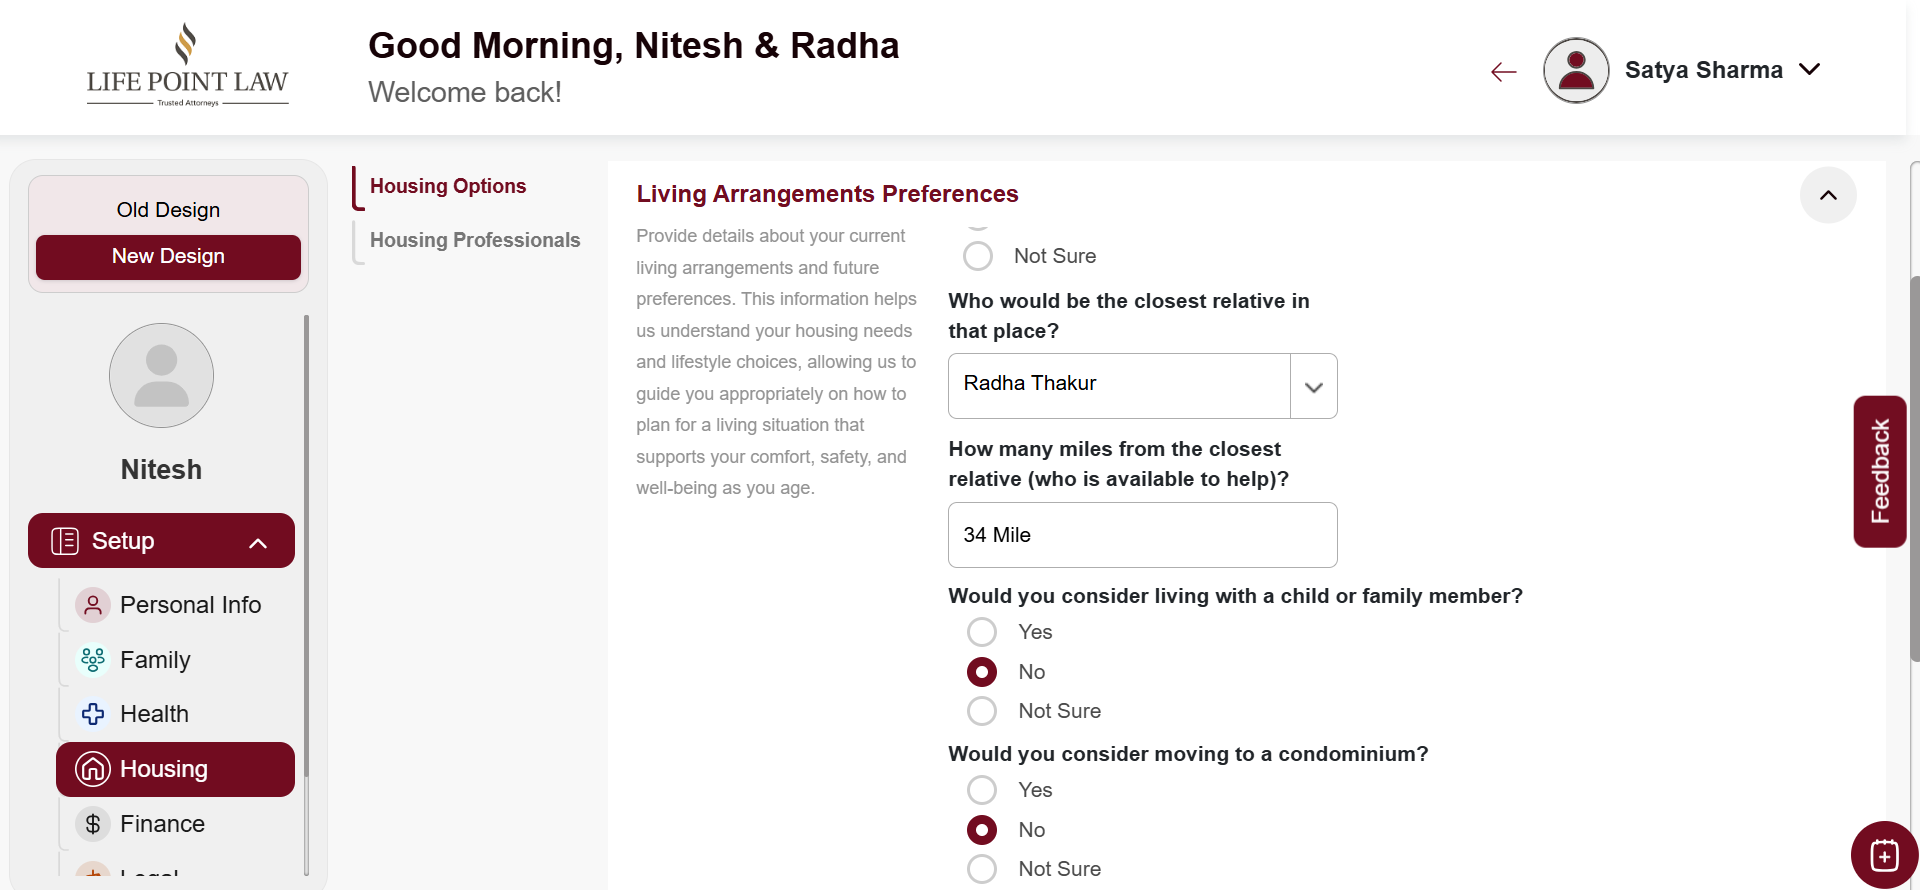 LIFE POINT LAW
Trusted Attorneys
Good Morning, Nitesh & Radha
Welcome back!
Satya Sharma
Old Design
New Design
Nitesh
Setup
Personal Info
Family
Health
Housing
Finance
Housing Options
Housing Professionals
Living Arrangements Preferences
Provide details about your current
living arrangements and future
preferences. This information helps
us understand your housing needs
and lifestyle choices, allowing us to
guide you appropriately on how to
plan for a living situation that
supports your comfort, safety, and
well-being as you age.
Not Sure
Who would be the closest relative in
that place?
Radha Thakur
How many miles from the closest
relative (who is available to help)?
34 Mile
Would you consider living with a child or family member?
Yes
No
Not Sure
Would you consider moving to a condominium?
Yes
No
Not Sure
Feedback